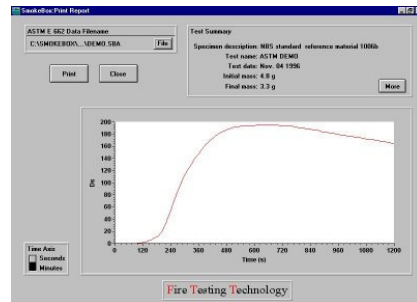 SmokeBox:Print Report
ASTM E 662 Data Filename
C:\SMOKEBOX\...\DEMO.SBA
File
Print
Close
Test Summary
Specimen description: NBS standard reference material 1006b
Test name: ASTM DEMO
Test date: Nov. 04 1996
Initial mass: 4.8 g
Final mass: 3.3 g
More
200
180
160
140
120
100
80
60
40
20
0
Ds
0 120 240 360 480 600 720 840 960 1080 1200
Time (s)
Time Axis
Seconds
Minutes
Fire Testing Technology